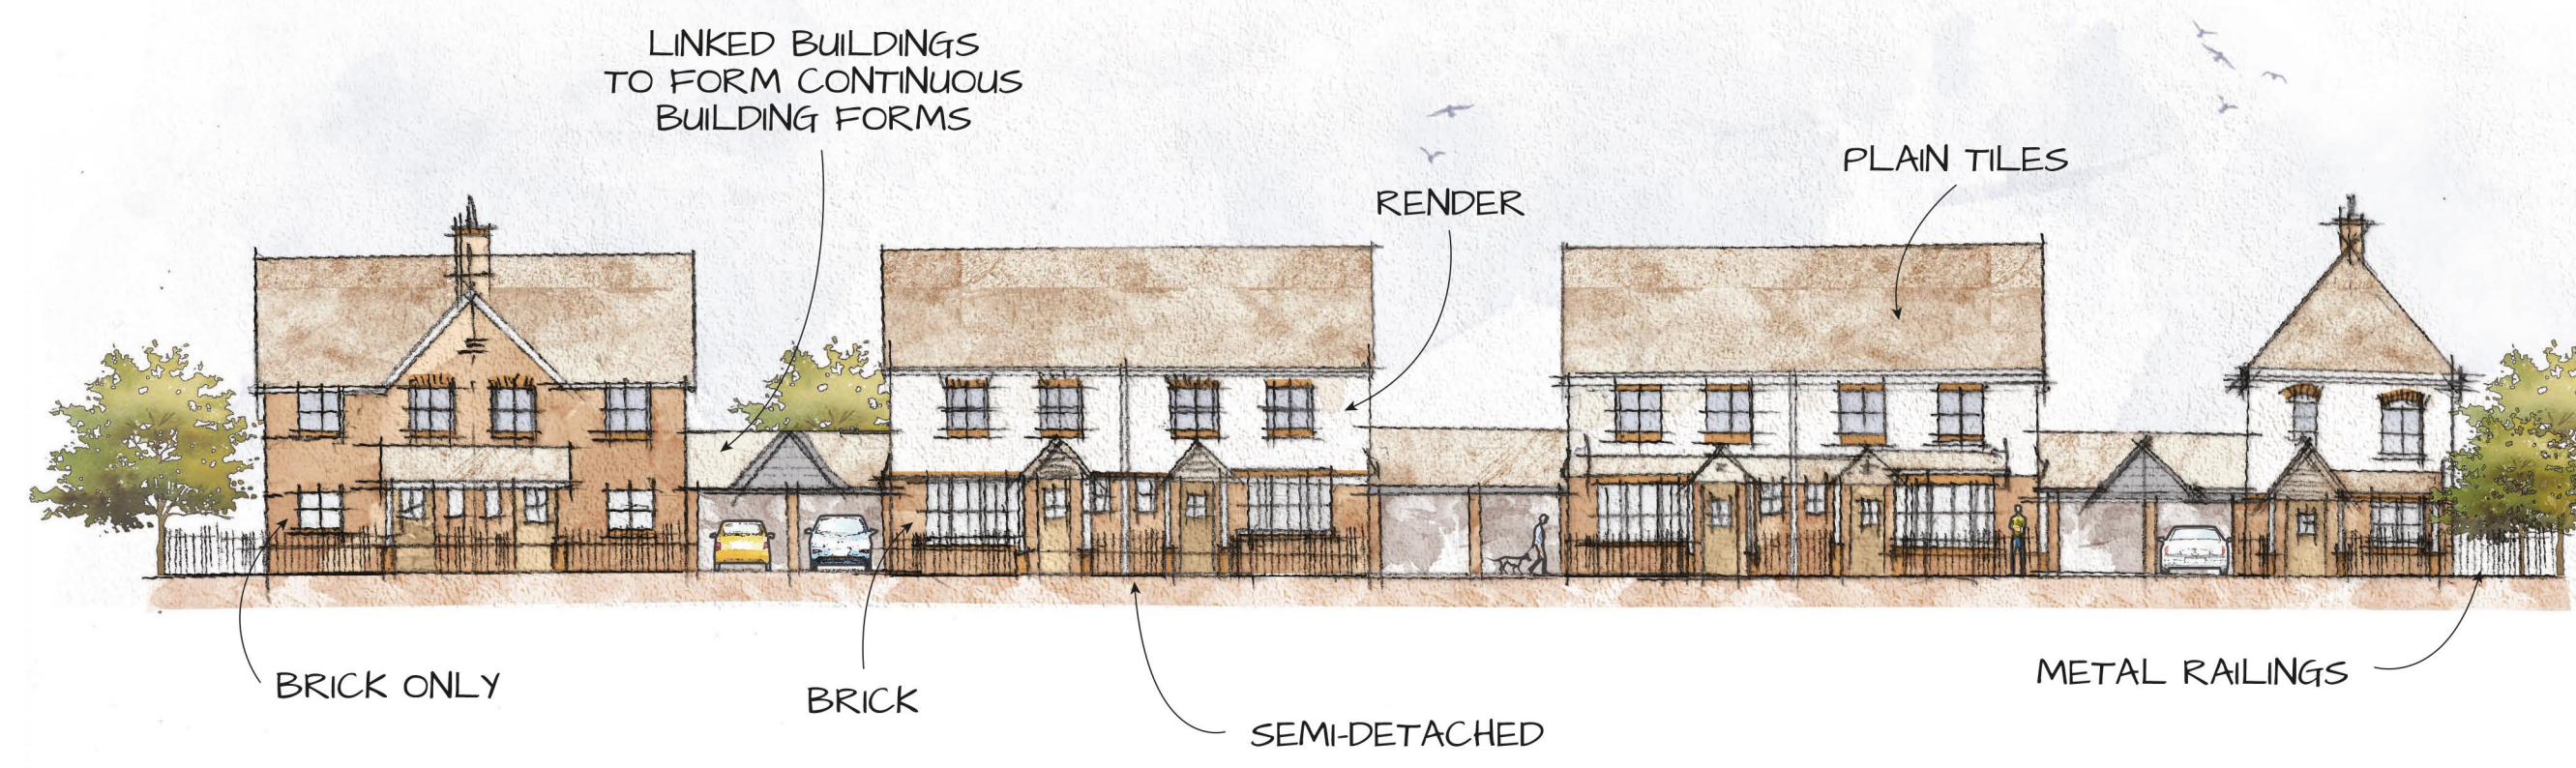 LINKED BUILDINGS
TO FORM CONTINUOUS
BUILDING FORMS
RENDER
PLAIN TILES
BRICK ONLY
BRICK
SEMI-DETACHED
METAL RAILINGS